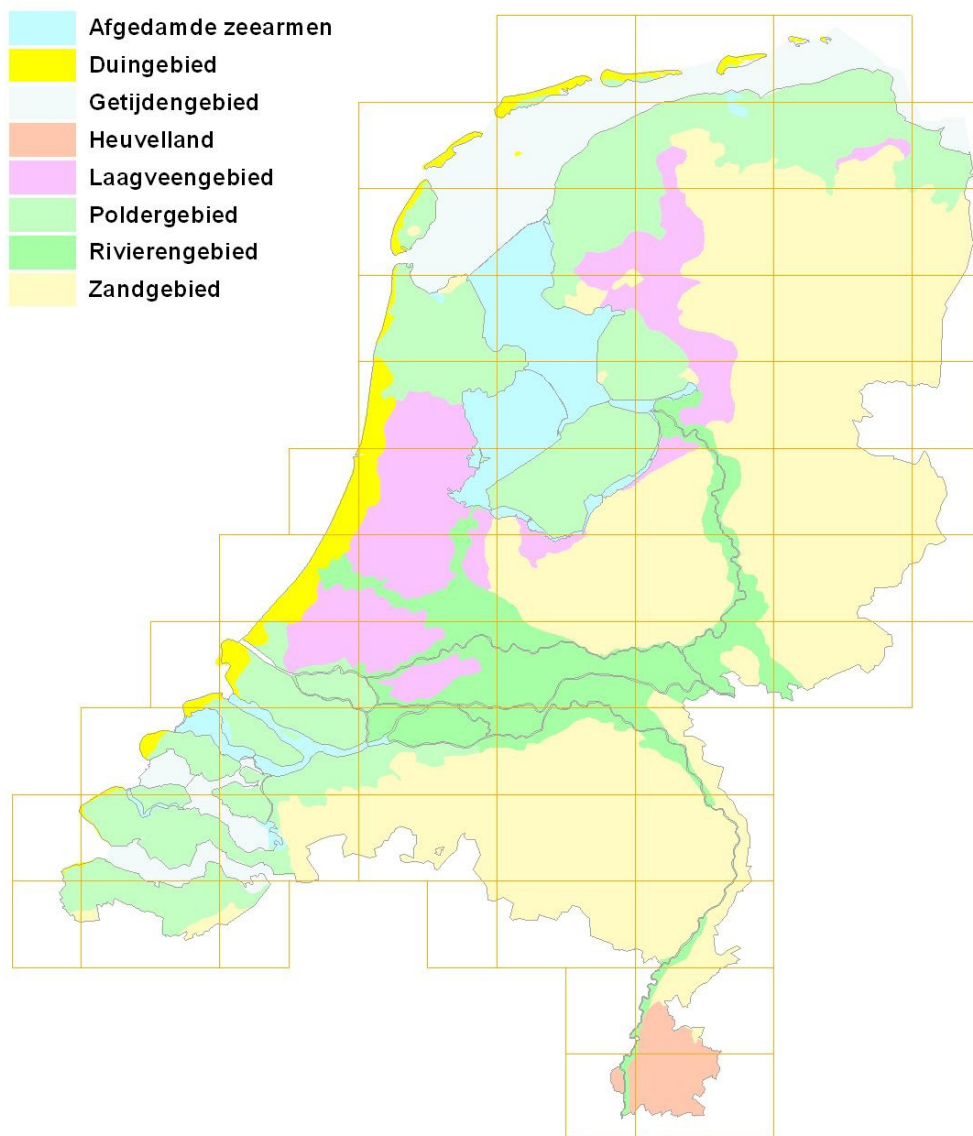 Afgedamde zeearmen
Duingebied
Getijdengebied
Heuvelland
Laagveengebied
Poldergebied
Rivierengebied
Zandgebied